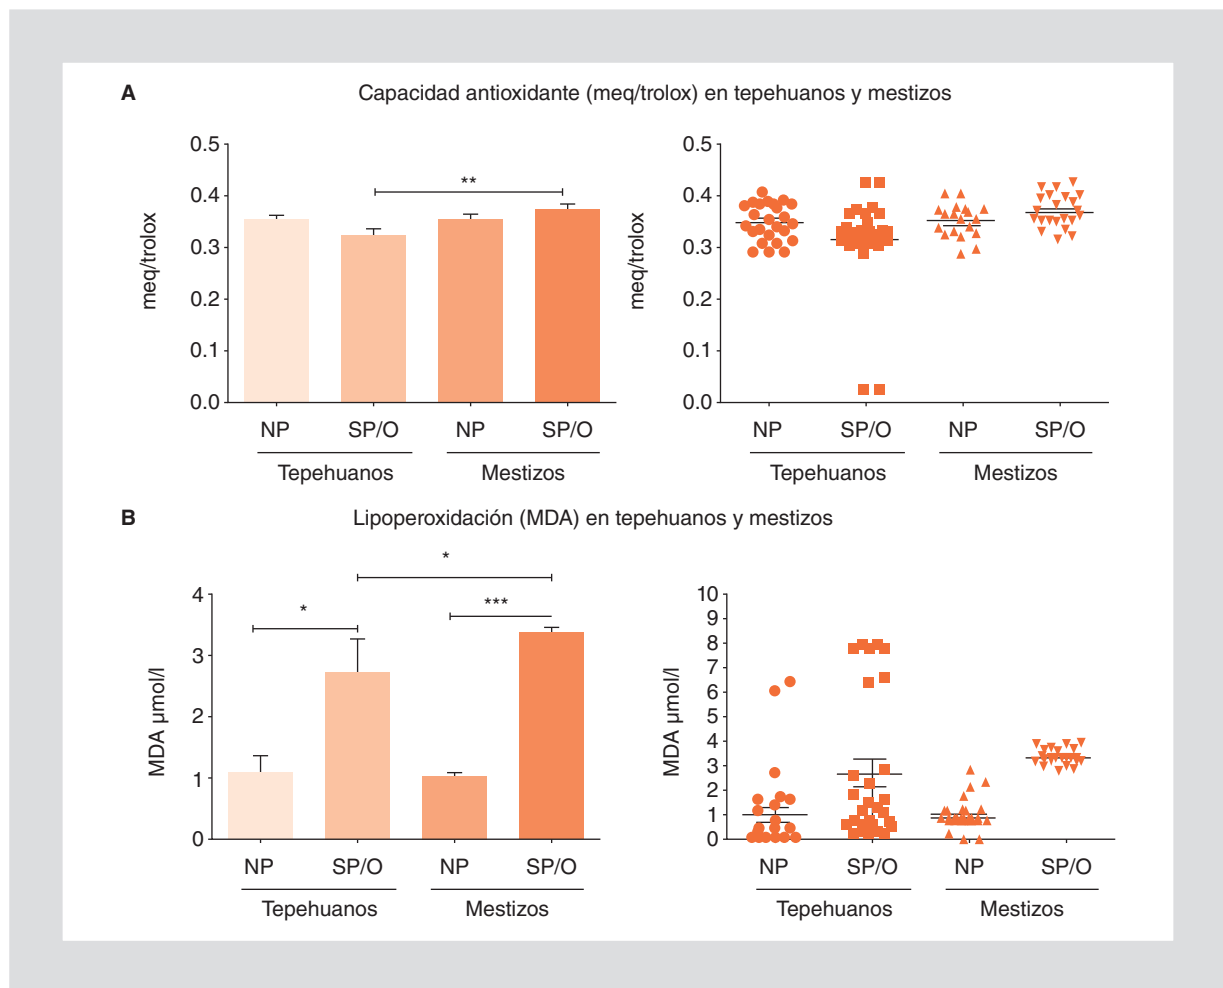 A Capacidad antioxidante (meq/trolox) en tepehuanos y mestizos
0.5
0.4
0.3
0.2
0.1
0.0
meq/trolox
**
NP SP/O NP SP/O
Tepehuanos Mestizos
0.5
0.4
0.3
0.2
0.1
0.0
meq/trolox
NP SP/O NP SP/O
Tepehuanos Mestizos
B Lipoperoxidación (MDA) en tepehuanos y mestizos
4
3
2
1
0
MDA µmol/l
*
*
***
NP SP/O NP SP/O
Tepehuanos Mestizos
10
9
8
7
6
5
4
3
2
1
0
MDA µmol/l
NP SP/O NP SP/O
Tepehuanos Mestizos